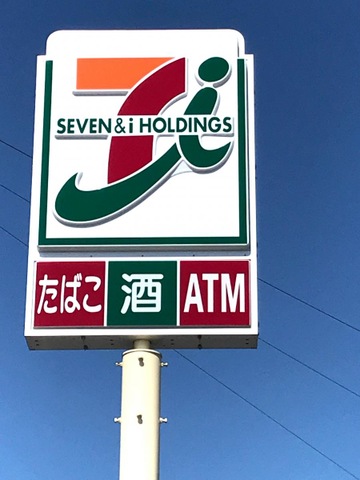 SEVEN & i HOLDINGS
たばこ 酒 ATM